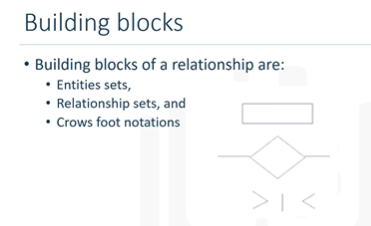 Building blocks
• Building blocks of a relationship are:
• Entities sets,
• Relationship sets, and
• Crows foot notations